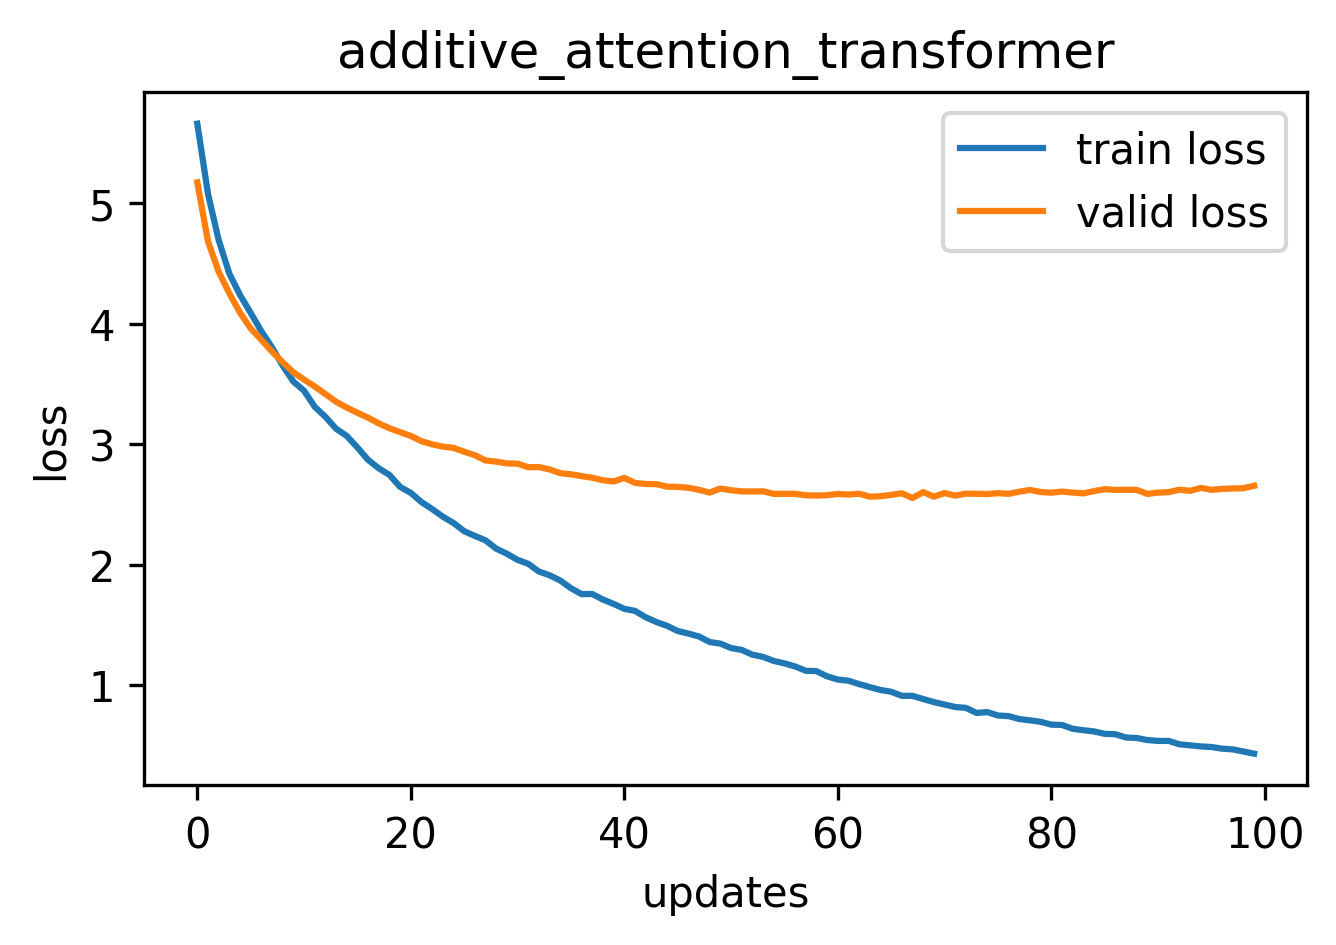 additive_attention_transformer
train loss
valid loss
5
4
3
2
1
loss
0 20 40 60 80 100
updates